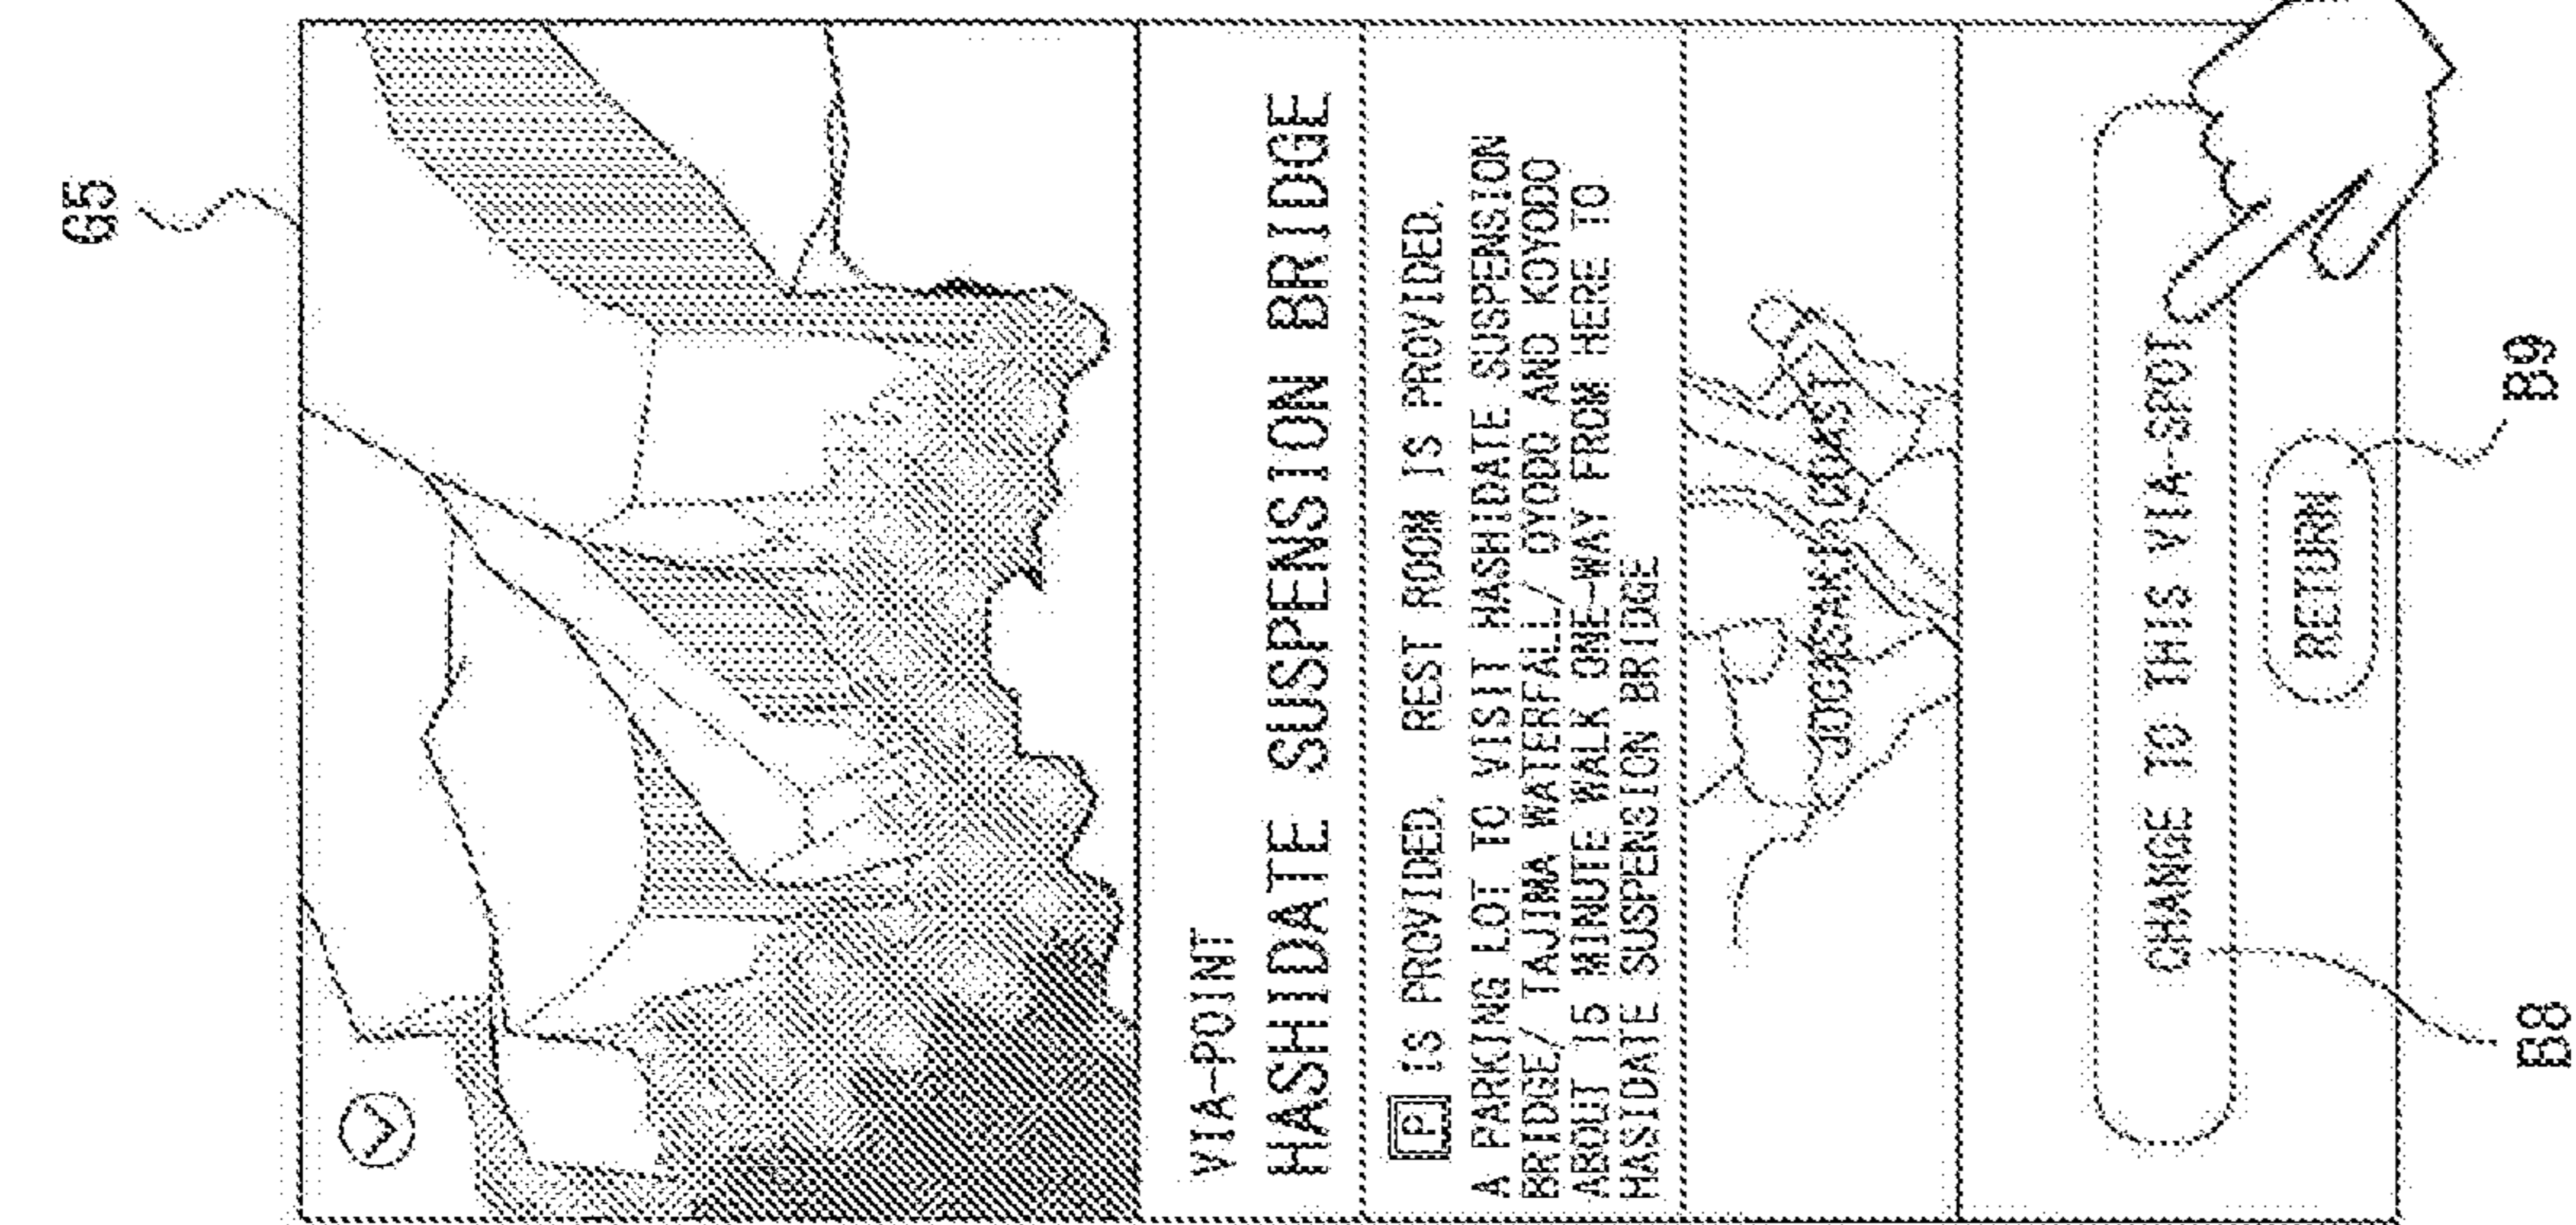 G5
VIA-POINT
HASHIDATE SUSPENSION BRIDGE
P IS PROVIDED. REST ROOM IS PROVIDED.
A PARKING LOT TO VISIT HASHIDATE SUSPENSION
BRIDGE/ TAJIMA WATERFALL/ OYODO AND KOYODO
ABOUT 15 MINUTE WALK ONE-WAY FROM HERE TO
HASIDATE SUSPENSION BRIDGE
JOGASAKI COAST
CHANGE TO THIS VIA-SPOT
RETURN
B8
B9